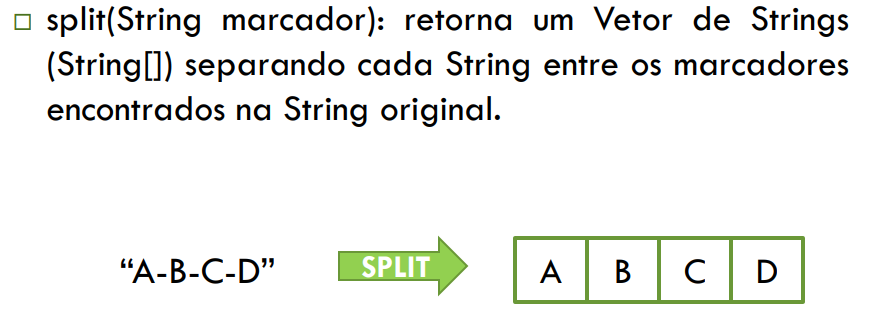 split(String marcador): retorna um Vetor de Strings
(String[]) separando cada String entre os marcadores
encontrados na String original.
“A-B-C-D” SPLIT A B C D